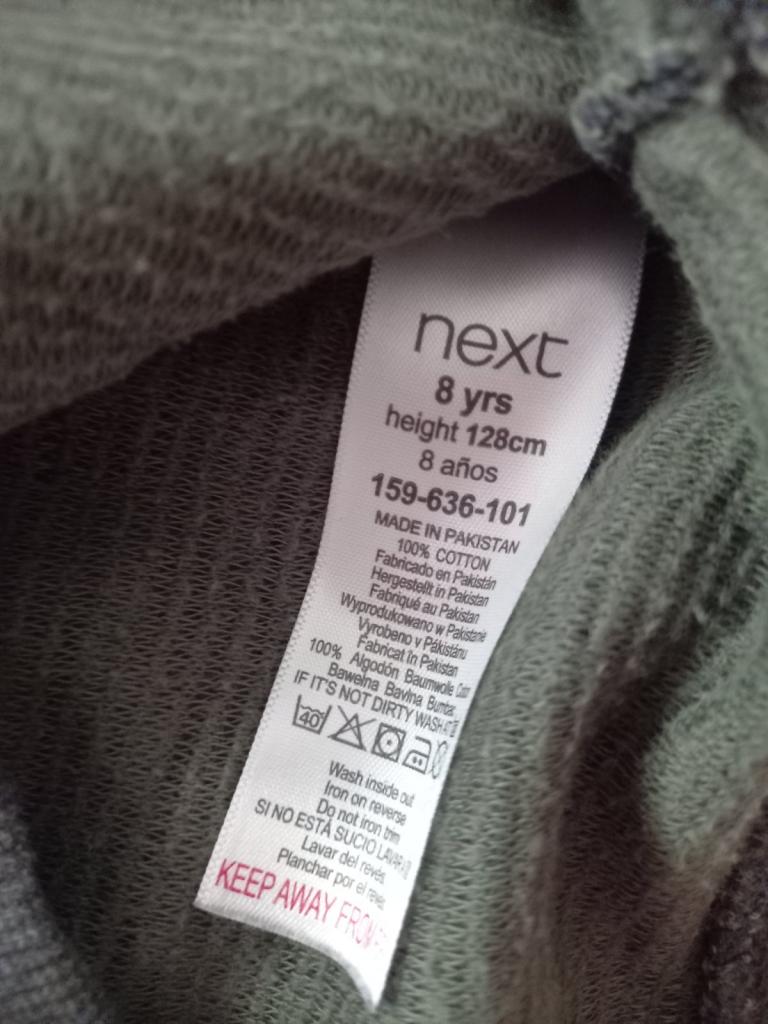 next
8 yrs
height 128cm
8 años
159-636-101
MADE IN PAKISTAN
100% COTTON
Fabricado en Pakistán
Hergestellt in Pakistan
Fabriqué au Pakistan
Wyprodukowano w Pakistanie
Vyrobeno v Pákistánu
Fabricat în Pakistan
100% Algodón Baumwolle
Bawełna Bavlna Bumbac
IF IT'S NOT DIRTY WASH AT
40
Wash inside out
Iron on reverse
Do not iron trim
SI NO ESTÁ SUCIO LAVAR A
Lavar del revés
Planchar por el revés
KEEP AWAY FROM